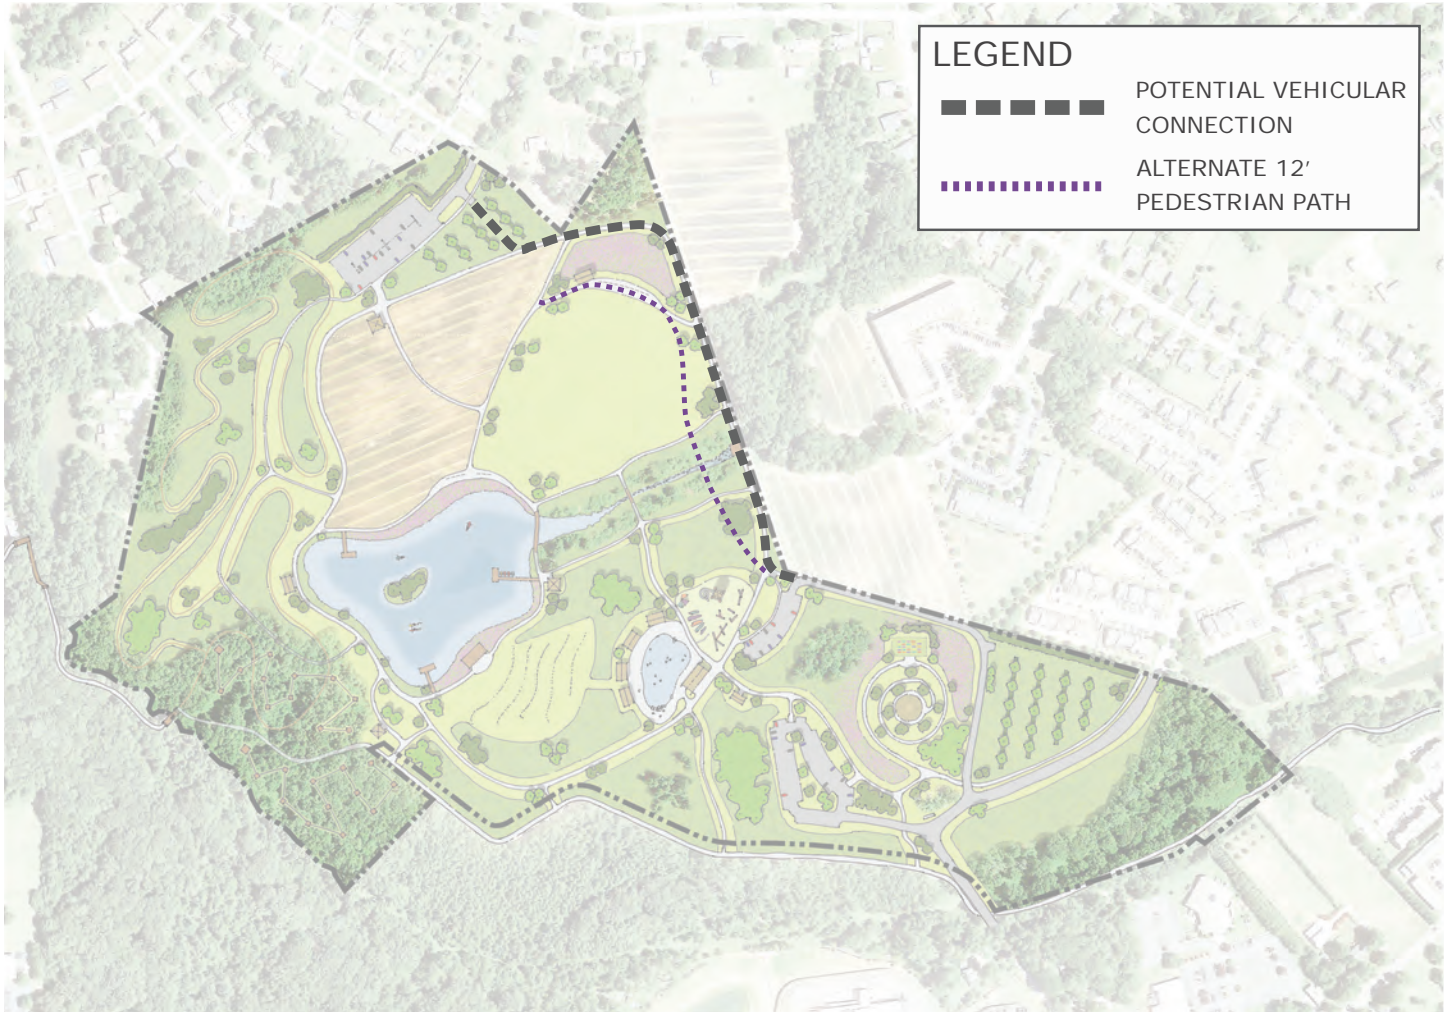 LEGEND
POTENTIAL VEHICULAR
CONNECTION
ALTERNATE 12'
PEDESTRIAN PATH